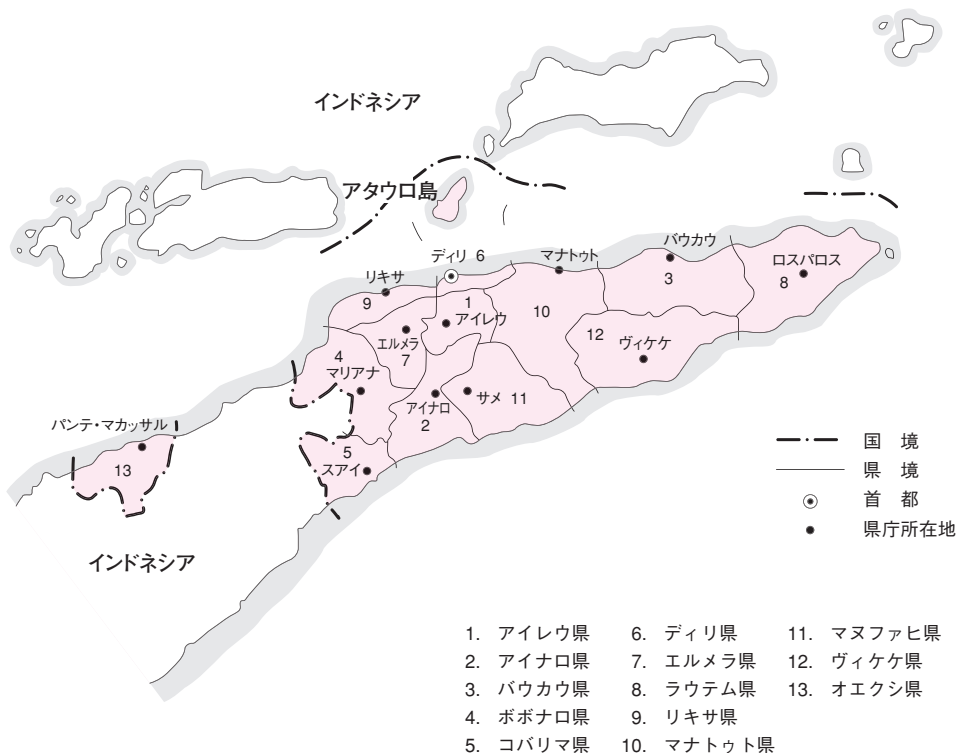 インドネシア
アタウロ島
ディリ 6
マナトゥト
バウカウ
3
ロスパロス
8
リキサ
9
1
アイレウ
10
エルメラ
7
12
ヴィケケ
4
マリアナ
アイナロ
2
サメ 11
パンテ・マカッサル
13
5
スアイ
インドネシア
国 境
県 境
首 都
県庁所在地
1. アイレウ県
2. アイナロ県
3. バウカウ県
4. ボボナロ県
5. コバリマ県
6. ディリ県
7. エルメラ県
8. ラウテム県
9. リキサ県
10. マナトゥト県
11. マヌファヒ県
12. ヴィケケ県
13. オエクシ県